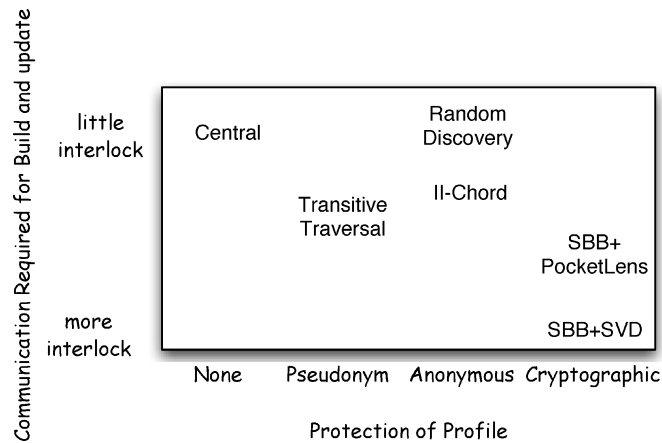 Communication Required for Build and update
little
interlock
more
interlock
Central
Random
Discovery
II-Chord
Transitive
Traversal
SBB+
PocketLens
SBB+SVD
None Pseudonym Anonymous Cryptographic
Protection of Profile